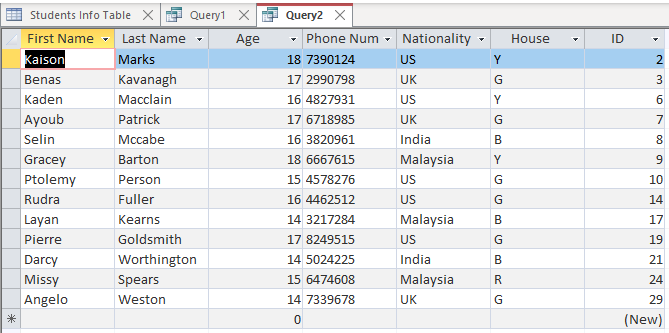 Students Info Table Query1 Query2
First Name Last Name Age Phone Num Nationality House ID
Kaison Marks 18 7390124 US Y 2
Benas Kavanagh 17 2990798 UK G 3
Kaden Macclain 16 4827931 US Y 6
Ayoub Patrick 17 6718985 UK G 7
Selin Mccabe 16 3820961 India B 8
Gracey Barton 18 6667615 Malaysia Y 9
Ptolemy Person 15 4578276 US G 10
Rudra Fuller 16 4462512 US G 14
Layan Kearns 14 3217284 Malaysia B 17
Pierre Goldsmith 17 8249515 US G 19
Darcy Worthington 14 5024225 India B 21
Missy Spears 15 6474608 Malaysia R 24
Angelo Weston 14 7339678 UK G 29
0 (New)